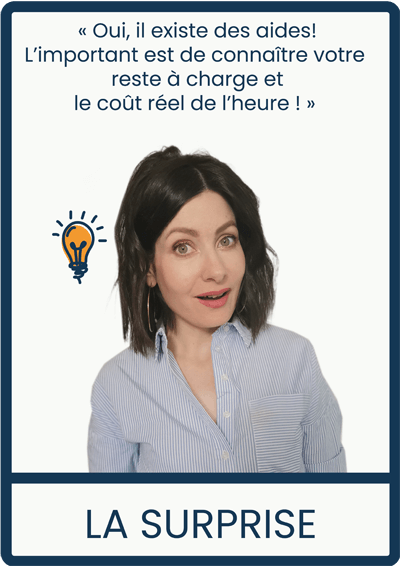 « Oui, il existe des aides!
L'important est de connaître votre
reste à charge et
le coût réel de l'heure ! »
LA SURPRISE